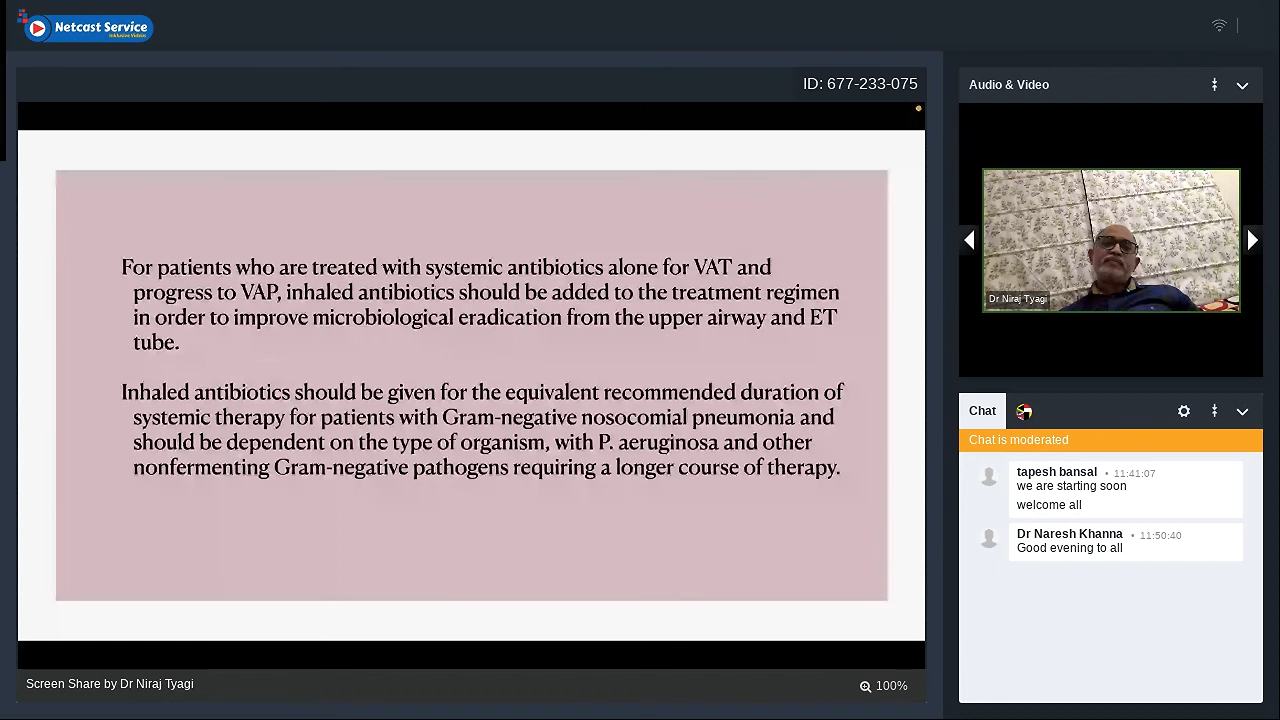 Netcast Service
Inklusive Videos
ID: 677-233-075
For patients who are treated with systemic antibiotics alone for VAT and
progress to VAP, inhaled antibiotics should be added to the treatment regimen
in order to improve microbiological eradication from the upper airway and ET
tube.
Inhaled antibiotics should be given for the equivalent recommended duration of
systemic therapy for patients with Gram-negative nosocomial pneumonia and
should be dependent on the type of organism, with P. aeruginosa and other
nonfermenting Gram-negative pathogens requiring a longer course of therapy.
Screen Share by Dr Niraj Tyagi
100%
Audio & Video
Dr Niraj Tyagi
Chat
Chat is moderated
tapesh bansal • 11:41:07
we are starting soon
welcome all
Dr Naresh Khanna • 11:50:40
Good evening to all